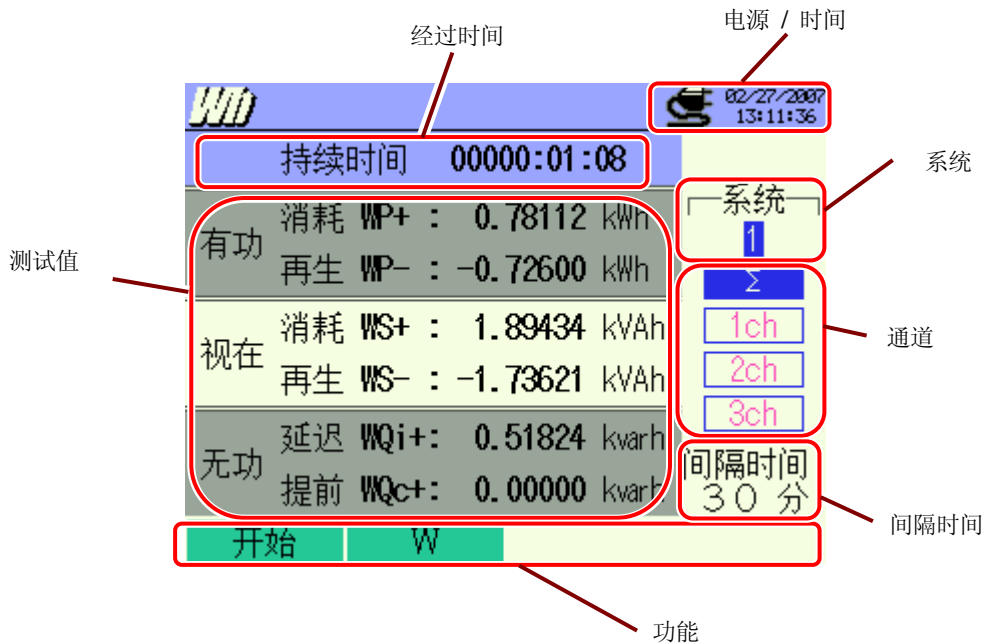 经过时间
电源 / 时间
Wh
02/27/2007
13:11:36
持续时间 00000:01:08
系统
系统
1
测试值
有功
消耗 WP+ : 0.78112 kWh
再生 WP- : -0.72600 kWh
Σ
1ch
2ch
3ch
通道
视在
消耗 WS+ : 1.89434 kVAh
再生 WS- : -1.73621 kVAh
无功
延迟 WQi+: 0.51824 kvarh
提前 WQc+: 0.00000 kvarh
间隔时间
30 分
间隔时间
开始 W
功能